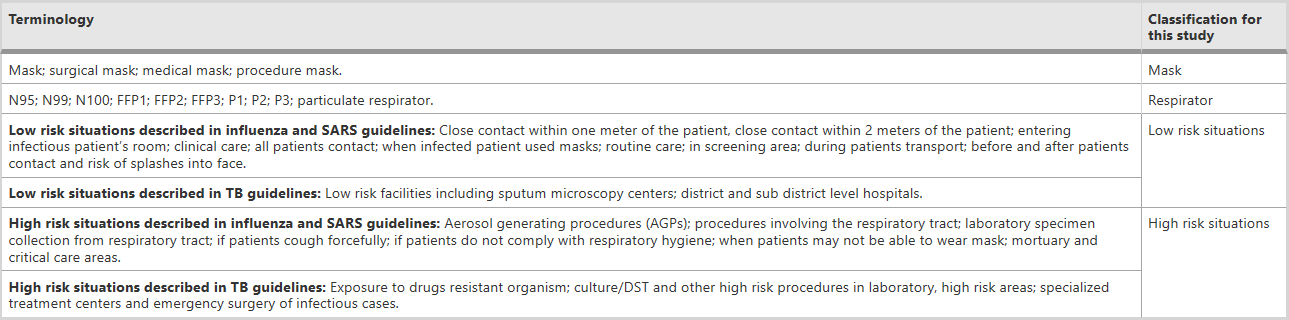 Terminology
Classification for
this study
Mask; surgical mask; medical mask; procedure mask.
Mask
N95; N99; N100; FFP1; FFP2; FFP3; P1; P2; P3; particulate respirator.
Respirator
Low risk situations described in influenza and SARS guidelines: Close contact within one meter of the patient, close contact within 2 meters of the patient; entering
infectious patient’s room; clinical care; all patients contact; when infected patient used masks; routine care; in screening area; during patients transport; before and after patients
contact and risk of splashes into face.
Low risk situations
Low risk situations described in TB guidelines: Low risk facilities including sputum microscopy centers; district and sub district level hospitals.
High risk situations described in influenza and SARS guidelines: Aerosol generating procedures (AGPs); procedures involving the respiratory tract; laboratory specimen
collection from respiratory tract; if patients cough forcefully; if patients do not comply with respiratory hygiene; when patients may not be able to wear mask; mortuary and
critical care areas.
High risk situations
High risk situations described in TB guidelines: Exposure to drugs resistant organism; culture/DST and other high risk procedures in laboratory, high risk areas; specialized
treatment centers and emergency surgery of infectious cases.